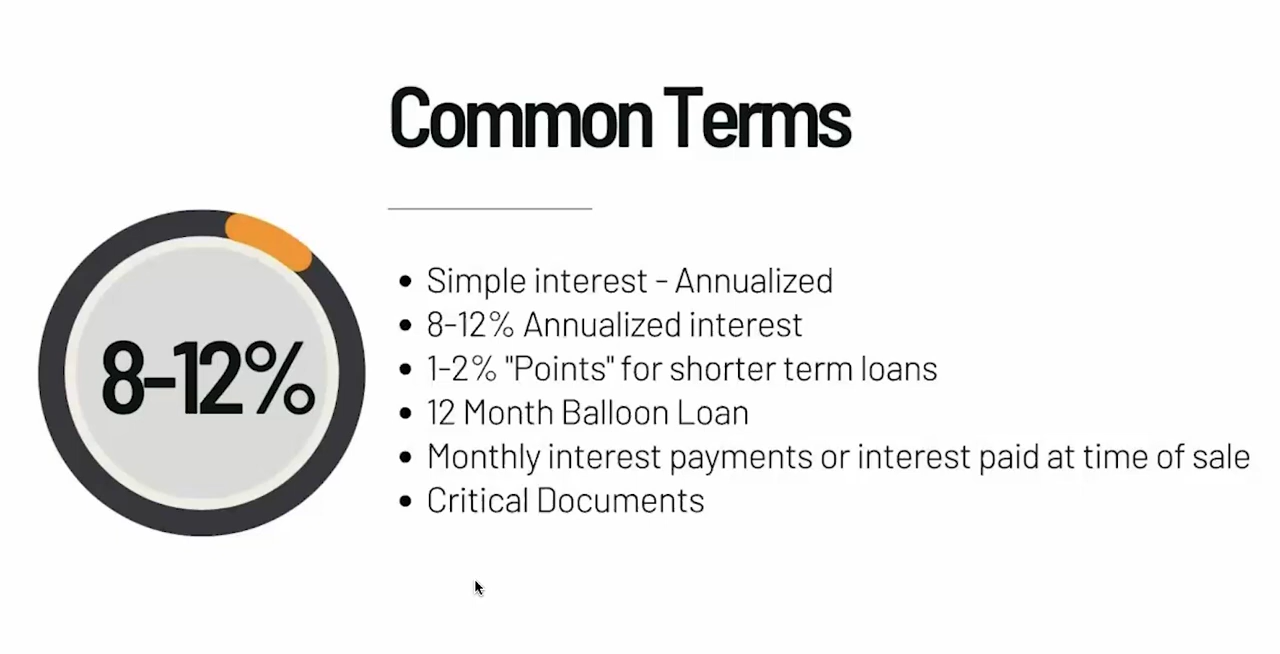 Common Terms
8-12%
Simple interest - Annualized
8-12% Annualized interest
1-2% "Points" for shorter term loans
12 Month Balloon Loan
Monthly interest payments or interest paid at time of sale
Critical Documents